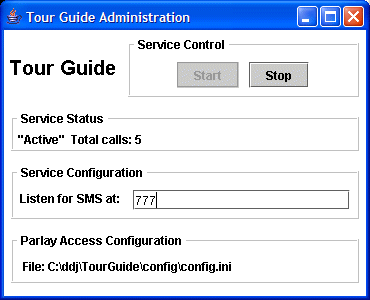 Tour Guide Administration
Service Control
Tour Guide
Start Stop
Service Status
"Active" Total calls: 5
Service Configuration
Listen for SMS at: 777
Parlay Access Configuration
File: C:\ddj\TourGuide\config\config.ini